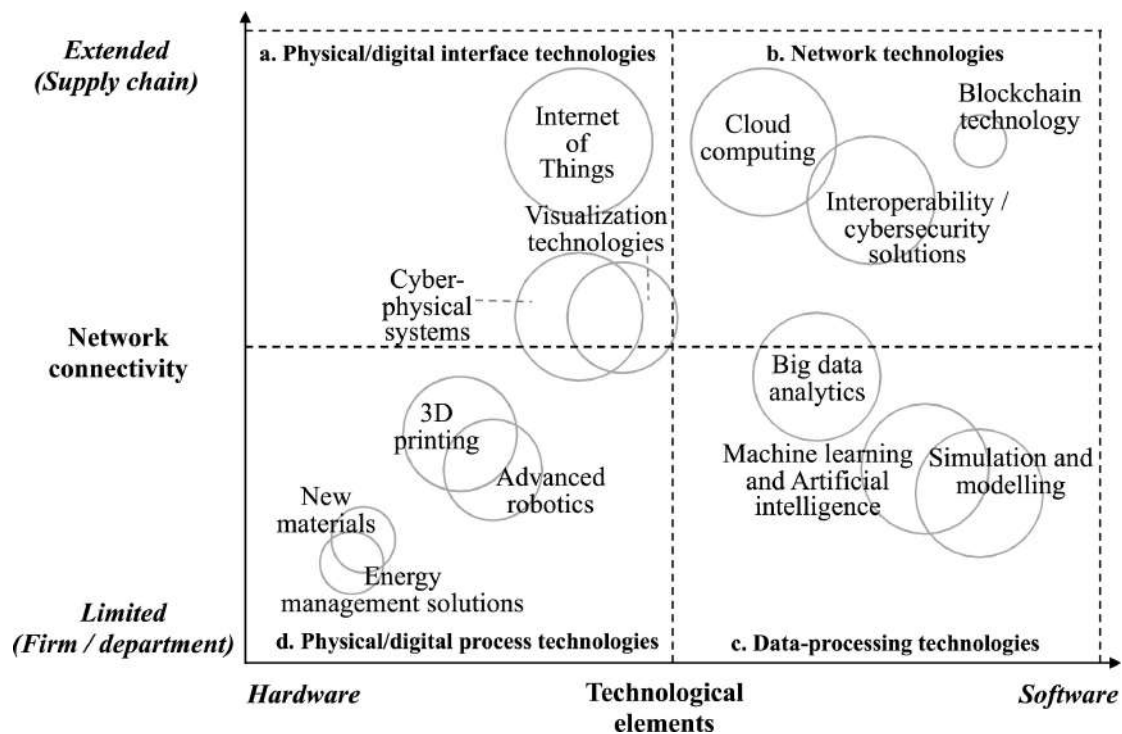 Extended
(Supply chain)
a. Physical/digital interface technologies
b. Network technologies
Internet
of
Things
Cloud
computing
Blockchain
technology
Interoperability /
cybersecurity
solutions
Visualization
technologies
Cyber-
physical
systems
Network
connectivity
Big data
analytics
3D
printing
Advanced
robotics
Machine learning
and Artificial
intelligence
Simulation and
modelling
New
materials
Energy
management solutions
Limited
(Firm / department)
d. Physical/digital process technologies
c. Data-processing technologies
Hardware
Technological
elements
Software